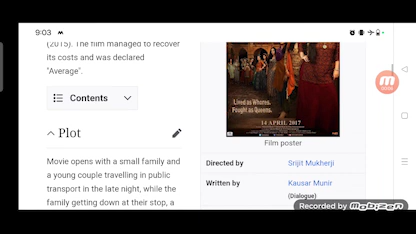 9:03
(2015). The film managed to recover
its costs and was declared
"Average".
Contents
Plot
Movie opens with a small family and
a young couple travelling in public
transport in the late night, while the
family getting down at their stop, a
Lived as Whores.
Fought as Queens.
14 APRIL 2017
Film poster
Directed by Srijit Mukherji
Written by Kausar Munir
(Dialogue)
Recorded by mobizen